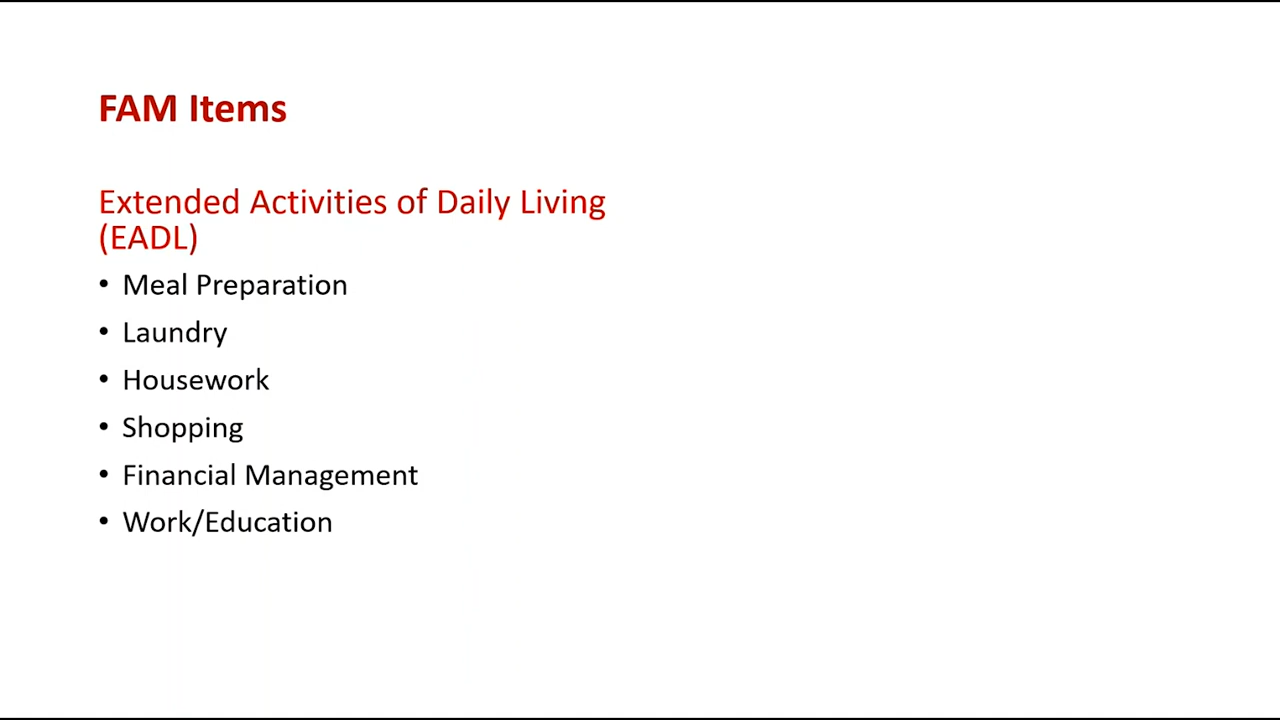 FAM Items
Extended Activities of Daily Living
(EADL)
• Meal Preparation
• Laundry
• Housework
• Shopping
• Financial Management
• Work/Education